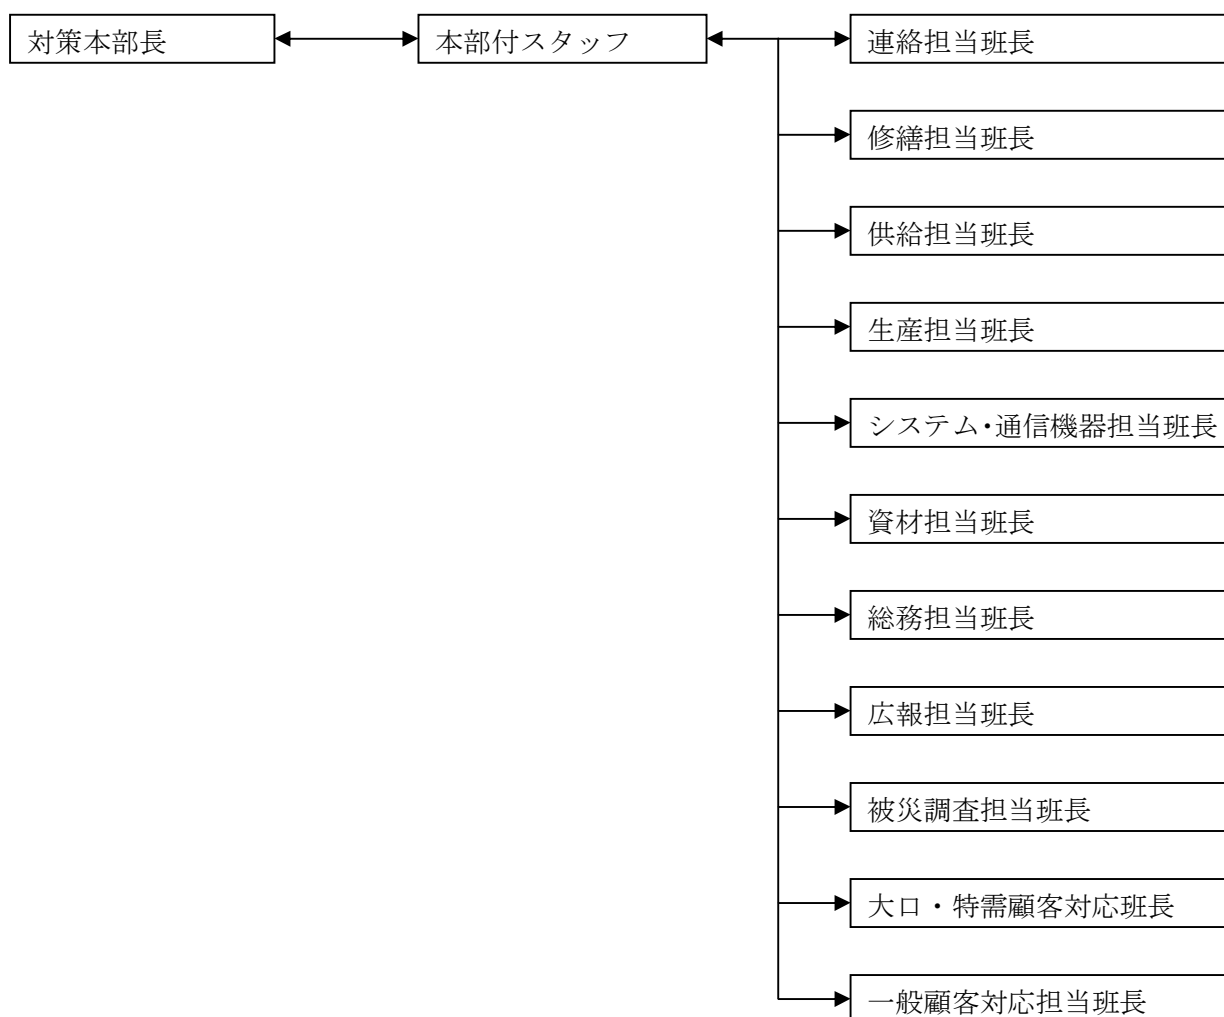 対策本部長
本部付スタッフ
連絡担当班長
修繕担当班長
供給担当班長
生産担当班長
システム・通信機器担当班長
資材担当班長
総務担当班長
広報担当班長
被災調査担当班長
大口・特需顧客対応班長
一般顧客対応担当班長